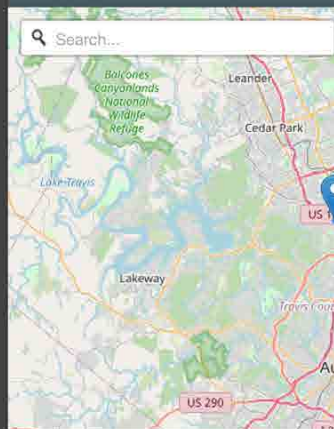 Search...
Balcones
Canyonlands
National
Wildlife
Refuge
Leander
Cedar Park
Lake Travis
US 1
Lakeway
Travis Coun
Au
US 290